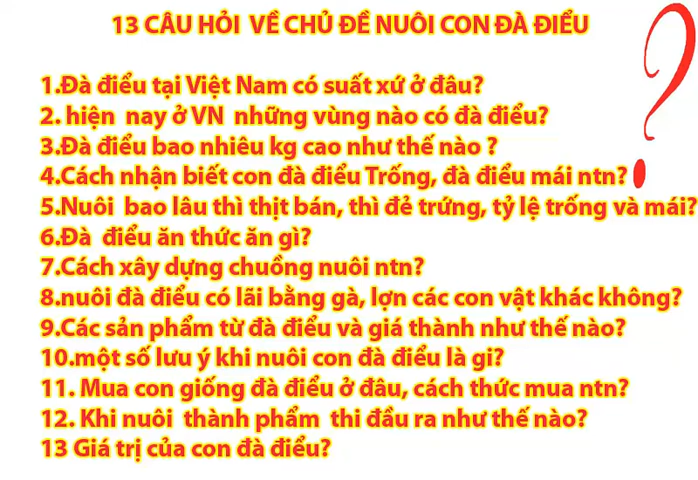 13 CÂU HỎI VỀ CHỦ ĐỀ NUÔI CON ĐÀ ĐIỂU
?
1.Đà điểu tại Việt Nam có suất xứ ở đâu?
2. hiện nay ở VN những vùng nào có đà điểu?
3.Đà điểu bao nhiêu kg cao như thế nào ?
4.Cách nhận biết con đà điểu Trống, đà điểu mái ntn?
5.Nuôi bao lâu thì thịt bán, thì đẻ trứng, tỷ lệ trống và mái?
6.Đà điểu ăn thức ăn gì?
7.Cách xây dựng chuồng nuôi ntn?
8.nuôi đà điểu có lãi bằng gà, lợn các con vật khác không?
9.Các sản phẩm từ đà điểu và giá thành như thế nào?
10.một số lưu ý khi nuôi con đà điểu là gi?
11. Mua con giống đà điểu ở đâu, cách thức mua ntn?
12. Khi nuôi thành phẩm thi đầu ra như thế nào?
13 Giá trị của con đà điểu?